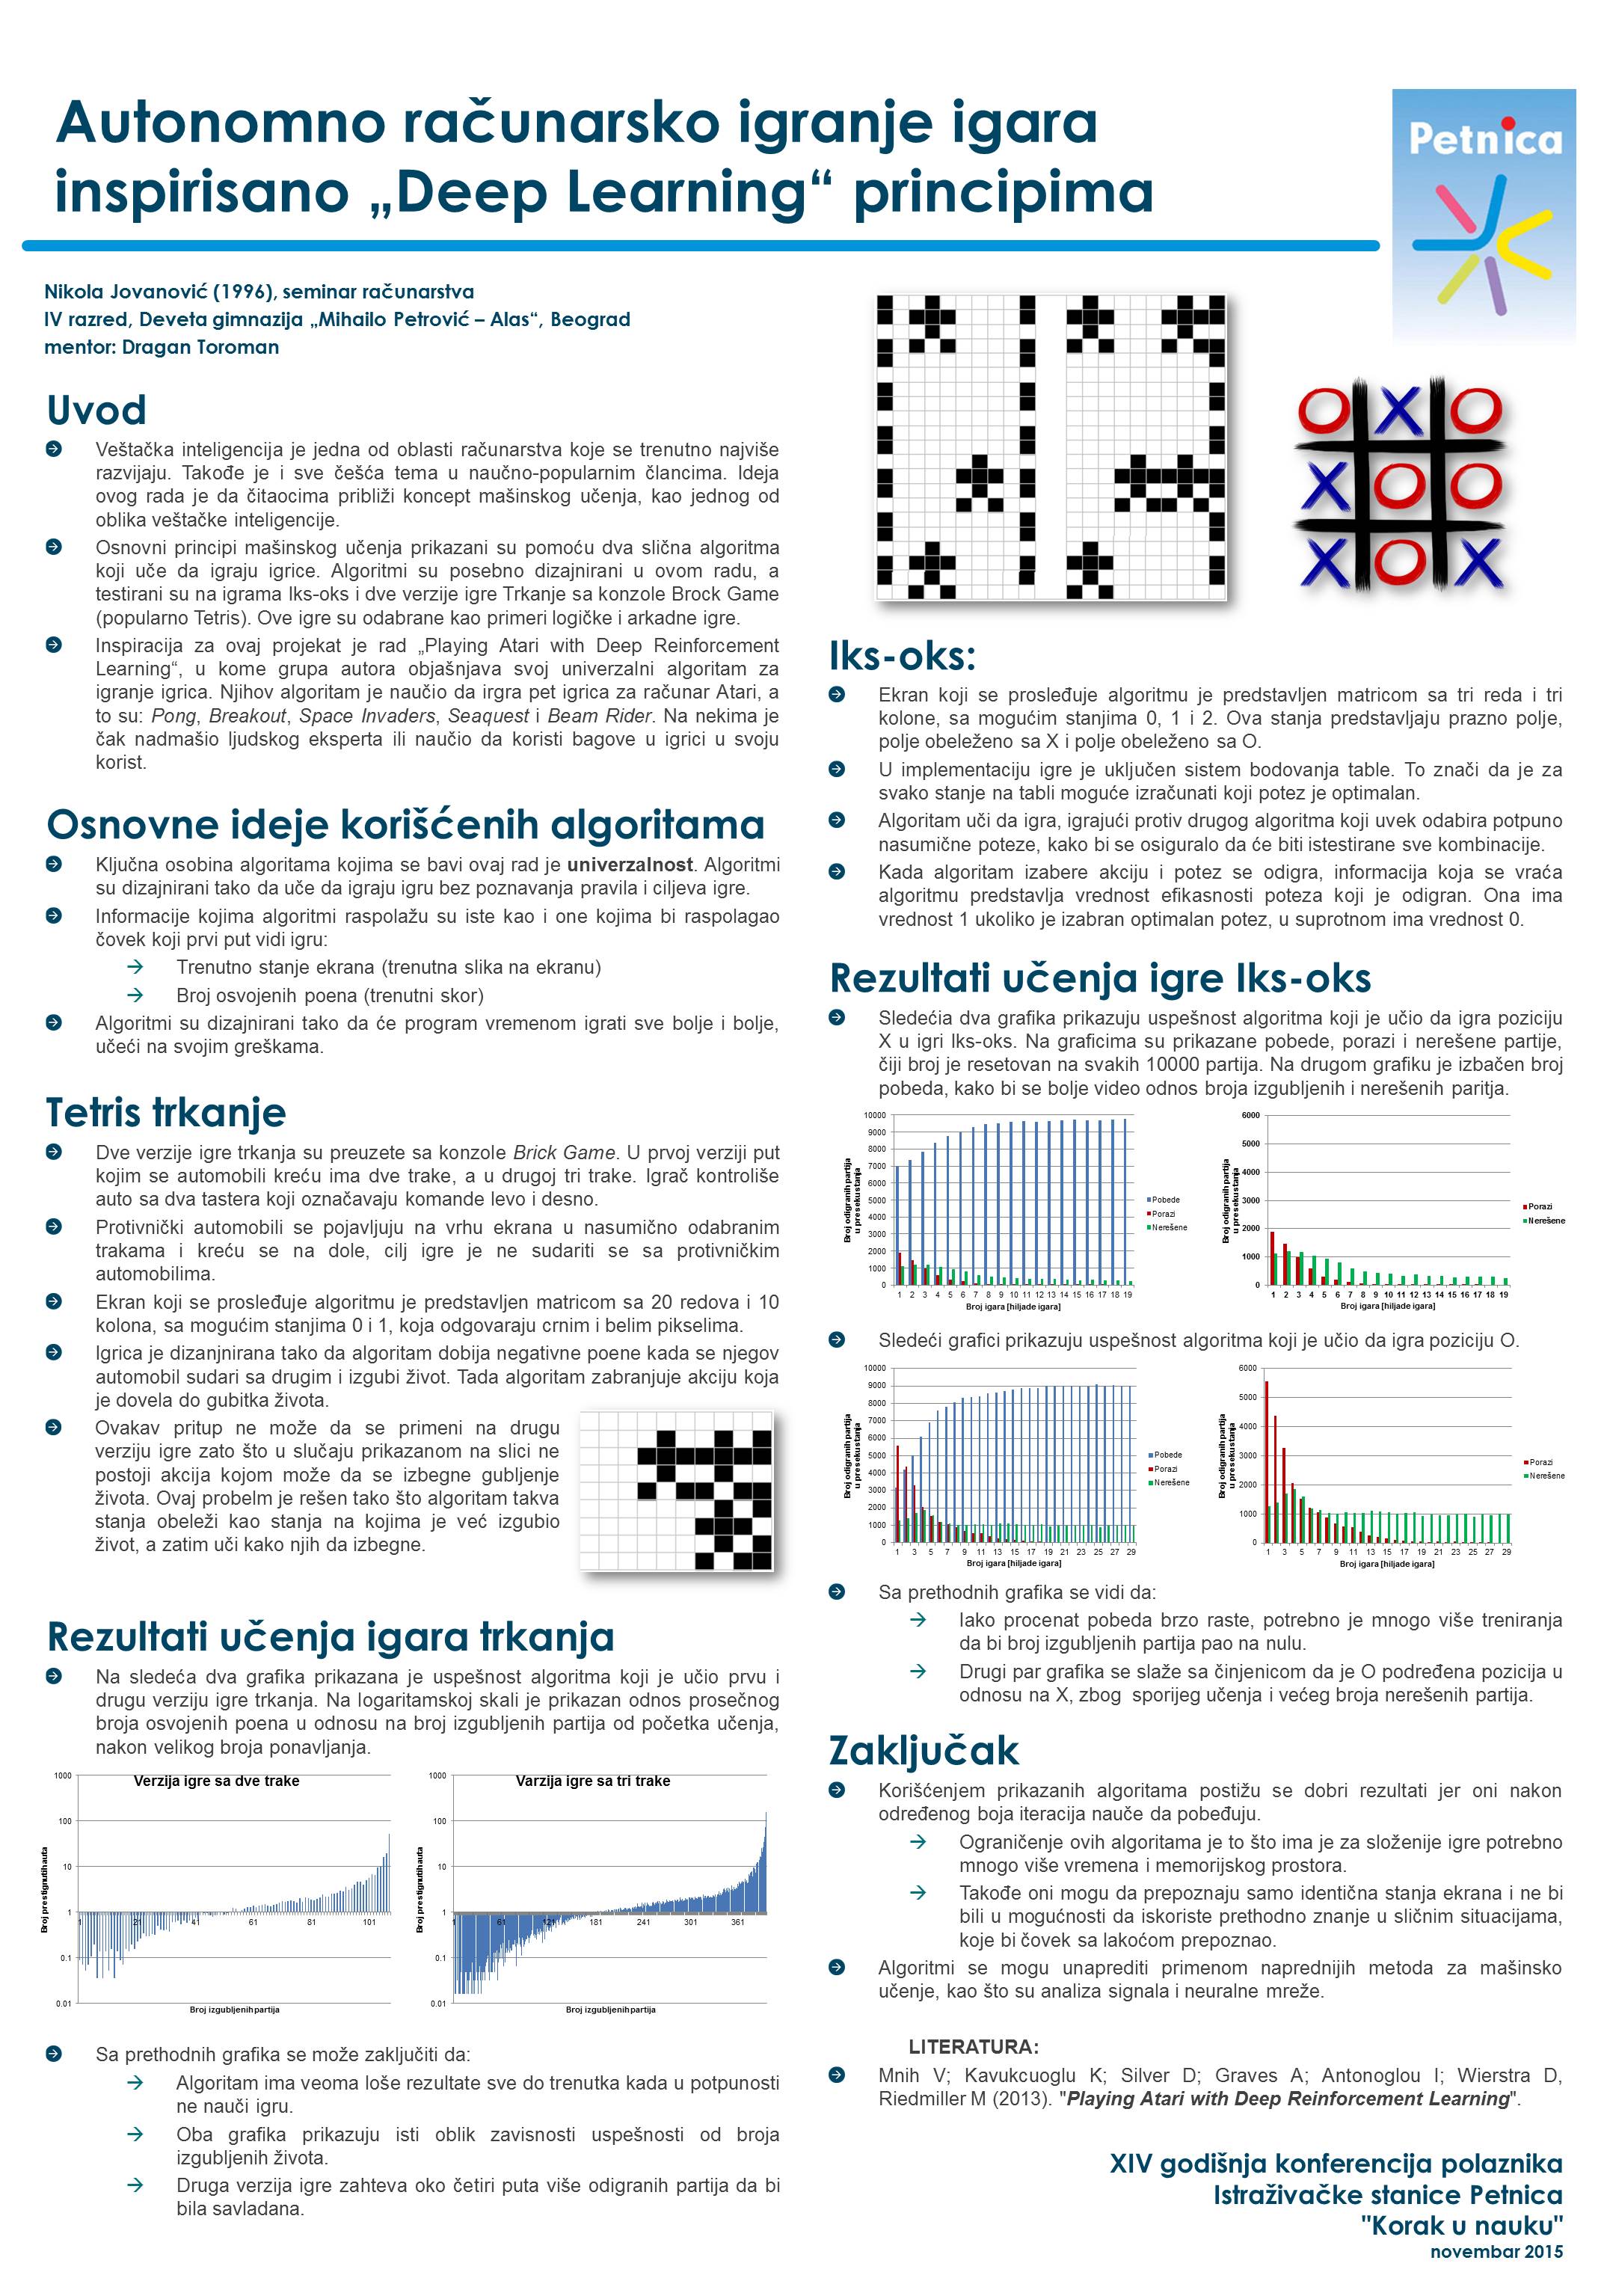 Autonomno računarsko igranje igara
inspirisano „Deep Learning“ principima
Petnica
Nikola Jovanović (1996), seminar računarstva
IV razred, Deveta gimnazija „Mihailo Petrović – Alas“, Beograd
mentor: Dragan Toroman
Uvod
Veštačka inteligencija je jedna od oblasti računarstva koje se trenutno najviše
razvijaju. Takođe je i sve češća tema u naučno-popularnim člancima. Ideja
ovog rada je da čitaocima približi koncept mašinskog učenja, kao jednog od
oblika veštačke inteligencije.
Osnovni principi mašinskog učenja prikazani su pomoću dva slična algoritma
koji uče da igraju igrice. Algoritmi su posebno dizajnirani u ovom radu, a
testirani su na igrama Iks-oks i dve verzije igre Trkanje sa konzole Brock Game
(popularno Tetris). Ove igre su odabrane kao primeri logičke i arkadne igre.
Inspiracija za ovaj projekat je rad „Playing Atari with Deep Reinforcement
Learning“, u kome grupa autora objašnjava svoj univerzalni algoritam za
igranje igrica. Njihov algoritam je naučio da irgra pet igrica za računar Atari, a
to su: Pong, Breakout, Space Invaders, Seaquest i Beam Rider. Na nekima je
čak nadmašio ljudskog eksperta ili naučio da koristi bagove u igrici u svoju
korist.
Osnovne ideje korišćenih algoritama
Ključna osobina algoritama kojima se bavi ovaj rad je univerzalnost. Algoritmi
su dizajnirani tako da uče da igraju igru bez poznavanja pravila i ciljeva igre.
Informacije kojima algoritmi raspolažu su iste kao i one kojima bi raspolagao
čovek koji prvi put vidi igru:
Trenutno stanje ekrana (trenutna slika na ekranu)
Broj osvojenih poena (trenutni skor)
Algoritmi su dizajnirani tako da će program vremenom igrati sve bolje i bolje,
učeći na svojim greškama.
Tetris trkanje
Dve verzije igre trkanja su preuzete sa konzole Brick Game. U prvoj verziji put
kojim se automobili kreću ima dve trake, a u drugoj tri trake. Igrač kontroliše
auto sa dva tastera koji označavaju komande levo i desno.
Protivnički automobili se pojavljuju na vrhu ekrana u nasumično odabranim
trakama i kreću se na dole, cilj igre je ne sudariti se sa protivničkim
automobilima.
Ekran koji se prosleđuje algoritmu je predstavljen matricom sa 20 redova i 10
kolona, sa mogućim stanjima 0 i 1, koja odgovaraju crnim i belim pikselima.
Igrica je dizanjnirana tako da algoritam dobija negativne poene kada se njegov
automobil sudari sa drugim i izgubi život. Tada algoritam zabranjuje akciju koja
je dovela do gubitka života.
Ovakav pritup ne može da se primeni na drugu
verziju igre zato što u slučaju prikazanom na slici ne
postoji akcija kojom može da se izbegne gubljenje
života. Ovaj probelm je rešen tako što algoritam takva
stanja obeleži kao stanja na kojima je već izgubio
život, a zatim uči kako njih da izbegne.
Rezultati učenja igara trkanja
Na sledeća dva grafika prikazana je uspešnost algoritma koji je učio prvu i
drugu verziju igre trkanja. Na logaritamskoj skali je prikazan odnos prosečnog
broja osvojenih poena u odnosu na broj izgubljenih partija od početka učenja,
nakon velikog broja ponavljanja.
Verzija igre sa dve trake
1000
100
10
1
0.1
0.01
1 21 41 61 81 101
Broj prestignutih auta
Broj izgubljenih partija
Varzija igre sa tri trake
1000
100
10
1
0.1
0.01
1 61 121 181 241 301 361
Broj prestignutih auta
Broj izgubljenih partija
Sa prethodnih grafika se može zaključiti da:
Algoritam ima veoma loše rezultate sve do trenutka kada u potpunosti
ne nauči igru.
Oba grafika prikazuju isti oblik zavisnosti uspešnosti od broja
izgubljenih života.
Druga verzija igre zahteva oko četiri puta više odigranih partija da bi
bila savladana.
O X O
X O O
X O X
Iks-oks:
Ekran koji se prosleđuje algoritmu je predstavljen matricom sa tri reda i tri
kolone, sa mogućim stanjima 0, 1 i 2. Ova stanja predstavljaju prazno polje,
polje obeleženo sa X i polje obeleženo sa O.
U implementaciju igre je uključen sistem bodovanja table. To znači da je za
svako stanje na tabli moguće izračunati koji potez je optimalan.
Algoritam uči da igra, igrajući protiv drugog algoritma koji uvek odabira potpuno
nasumične poteze, kako bi se osiguralo da će biti istestirane sve kombinacije.
Kada algoritam izabere akciju i potez se odigra, informacija koja se vraća
algoritmu predstavlja vrednost efikasnosti poteza koji je odigran. Ona ima
vrednost 1 ukoliko je izabran optimalan potez, u suprotnom ima vrednost 0.
Rezultati učenja igre Iks-oks
Sledećia dva grafika prikazuju uspešnost algoritma koji je učio da igra poziciju
X u igri Iks-oks. Na graficima su prikazane pobede, porazi i nerešene partije,
čiji broj je resetovan na svakih 10000 partija. Na drugom grafiku je izbačen broj
pobeda, kako bi se bolje video odnos broja izgubljenih i nerešenih paritja.
10000
9000
8000
7000
6000
5000
4000
3000
2000
1000
0
1 2 3 4 5 6 7 8 9 10 11 12 13 14 15 16 17 18 19
Broj odigranih partija
u presekustanja
Broj igara [hiljade igara]
Pobede
Porazi
Nerešene
6000
5000
4000
3000
2000
1000
0
1 2 3 4 5 6 7 8 9 10 11 12 13 14 15 16 17 18 19
Broj odigranih partija
u presekustanja
Broj igara [hiljade igara]
Porazi
Nerešene
Sledeći grafici prikazuju uspešnost algoritma koji je učio da igra poziciju O.
10000
9000
8000
7000
6000
5000
4000
3000
2000
1000
0
1 3 5 7 9 11 13 15 17 19 21 23 25 27 29
Broj odigranih partija
u presekustanja
Broj igara [hiljade igara]
Pobede
Porazi
Nerešene
6000
5000
4000
3000
2000
1000
0
1 3 5 7 9 11 13 15 17 19 21 23 25 27 29
Broj odigranih partija
u presekustanja
Broj igara [hiljade igara]
Porazi
Nerešene
Sa prethodnih grafika se vidi da:
Iako procenat pobeda brzo raste, potrebno je mnogo više treniranja
da bi broj izgubljenih partija pao na nulu.
Drugi par grafika se slaže sa činjenicom da je O podređena pozicija u
odnosu na X, zbog sporijeg učenja i većeg broja nerešenih partija.
Zaključak
Korišćenjem prikazanih algoritama postižu se dobri rezultati jer oni nakon
određenog boja iteracija nauče da pobeđuju.
Ograničenje ovih algoritama je to što ima je za složenije igre potrebno
mnogo više vremena i memorijskog prostora.
Takođe oni mogu da prepoznaju samo identična stanja ekrana i ne bi
bili u mogućnosti da iskoriste prethodno znanje u sličnim situacijama,
koje bi čovek sa lakoćom prepoznao.
Algoritmi se mogu unaprediti primenom naprednijih metoda za mašinsko
učenje, kao što su analiza signala i neuralne mreže.
LITERATURA:
Mnih V; Kavukcuoglu K; Silver D; Graves A; Antonoglou I; Wierstra D,
Riedmiller M (2013). "Playing Atari with Deep Reinforcement Learning".
XIV godišnja konferencija polaznika
Istraživačke stanice Petnica
"Korak u nauku"
novembar 2015